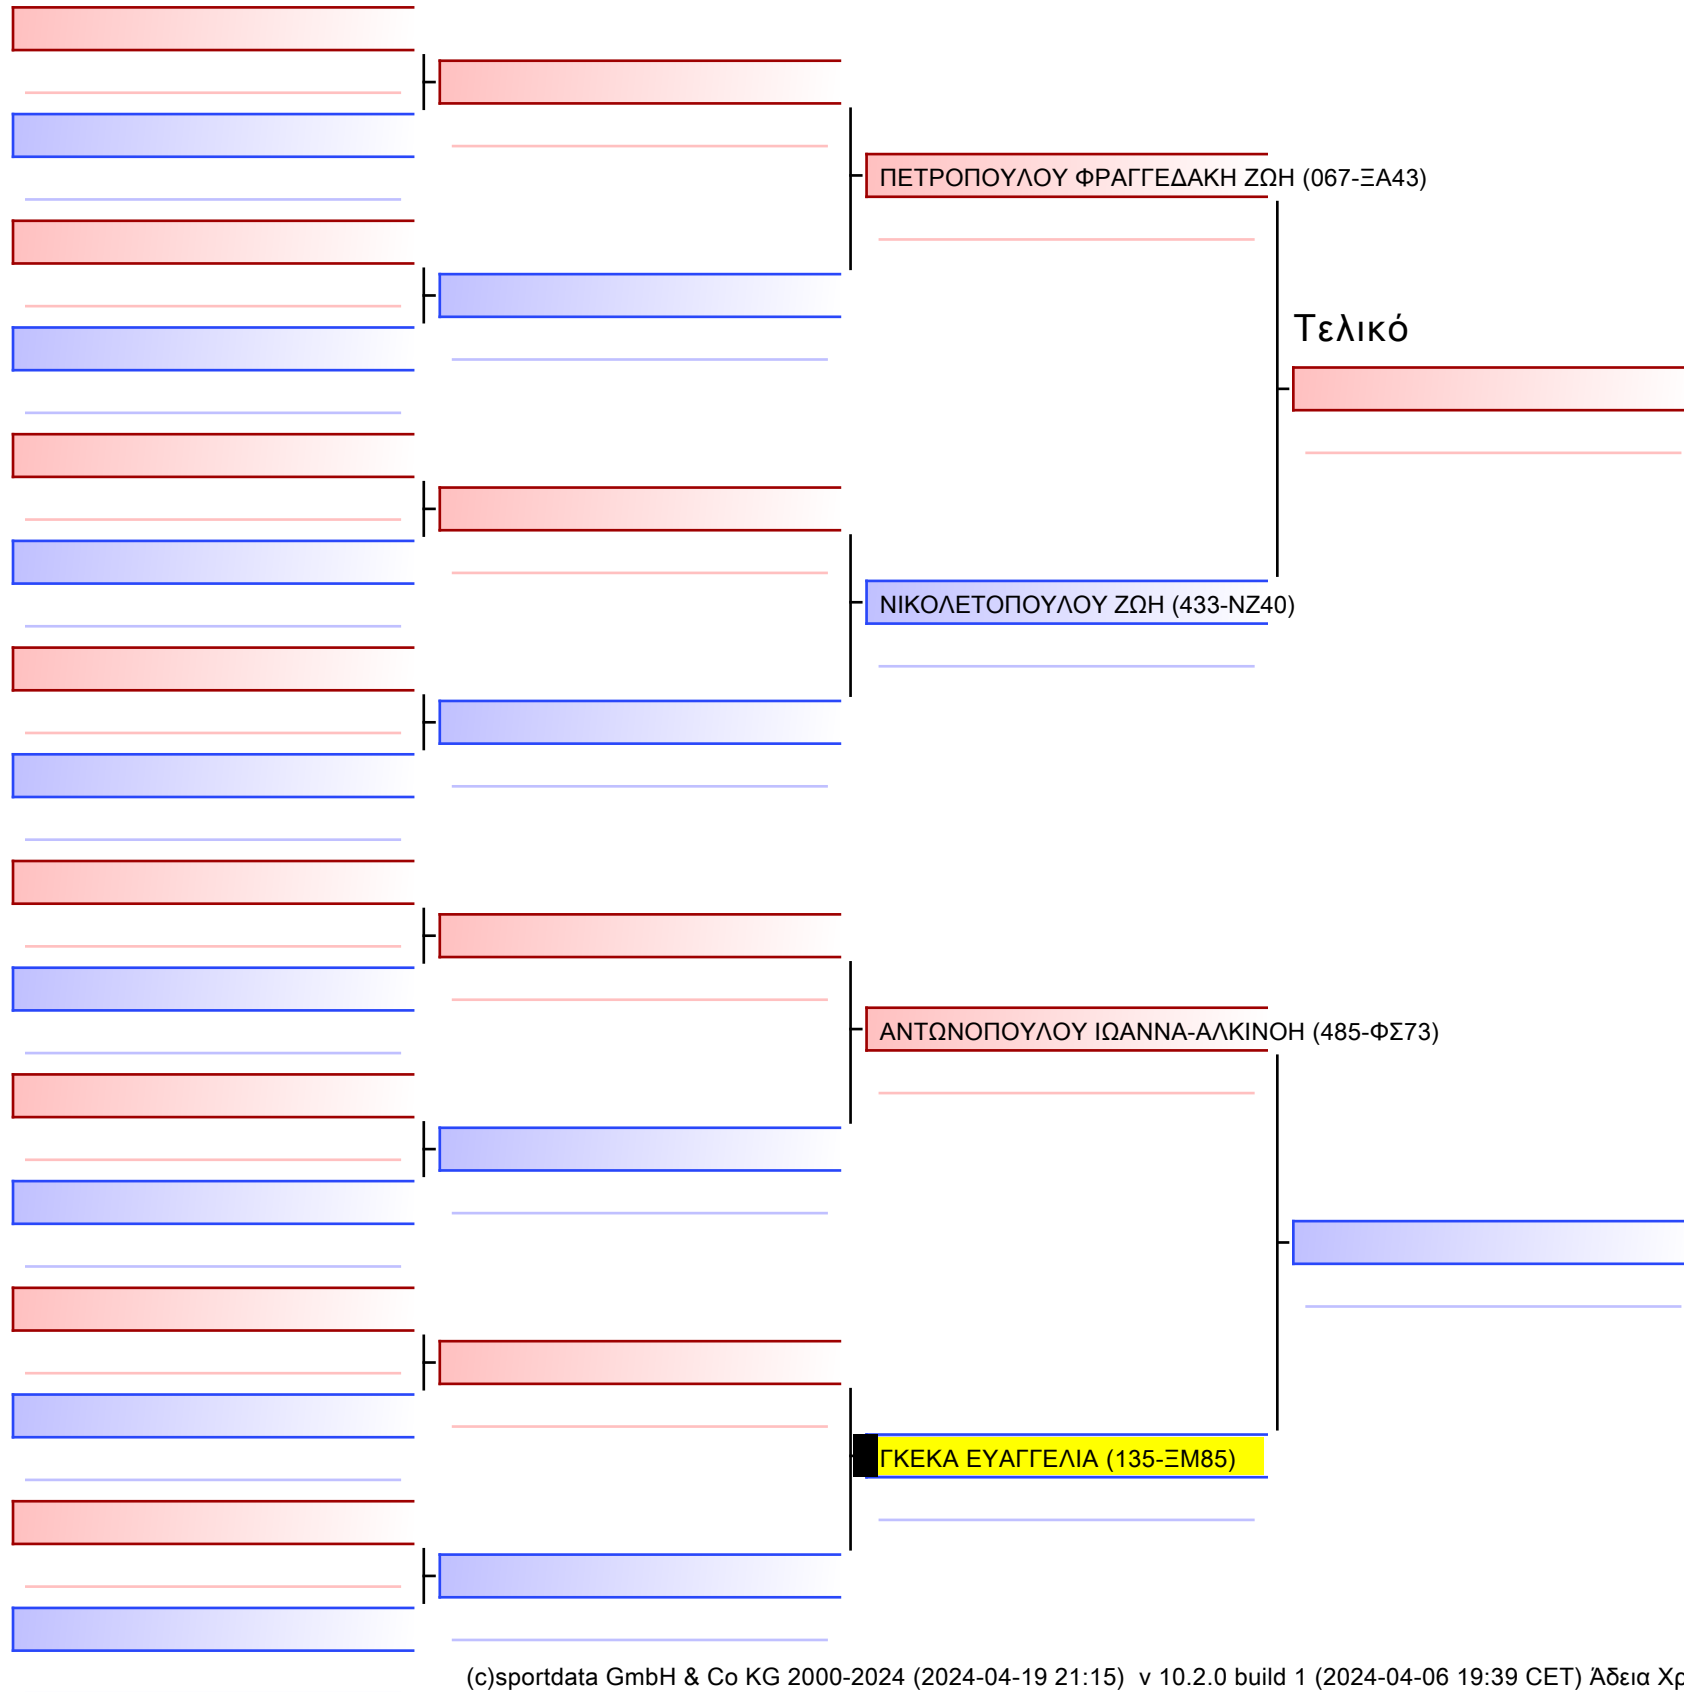 ΠΕΤΡΟΠΟΥΛΟΥ ΦΡΑΓΓΕΔΑΚΗ ΖΩΗ (067-ΞΑ43)
Τελικό
ΝΙΚΟΛΕΤΟΠΟΥΛΟΥ ΖΩΗ (433-ΝΖ40)
ΑΝΤΩΝΟΠΟΥΛΟΥ ΙΩΑΝΝΑ-ΑΛΚΙΝΟΗ (485-ΦΣ73)
ΓΚΕΚΑ ΕΥΑΓΓΕΛΙΑ (135-ΞΜ85)
(c)sportdata GmbH & Co KG 2000-2024 (2024-04-19 21:15) v 10.2.0 build 1 (2024-04-06 19:39 CET) Άδεια